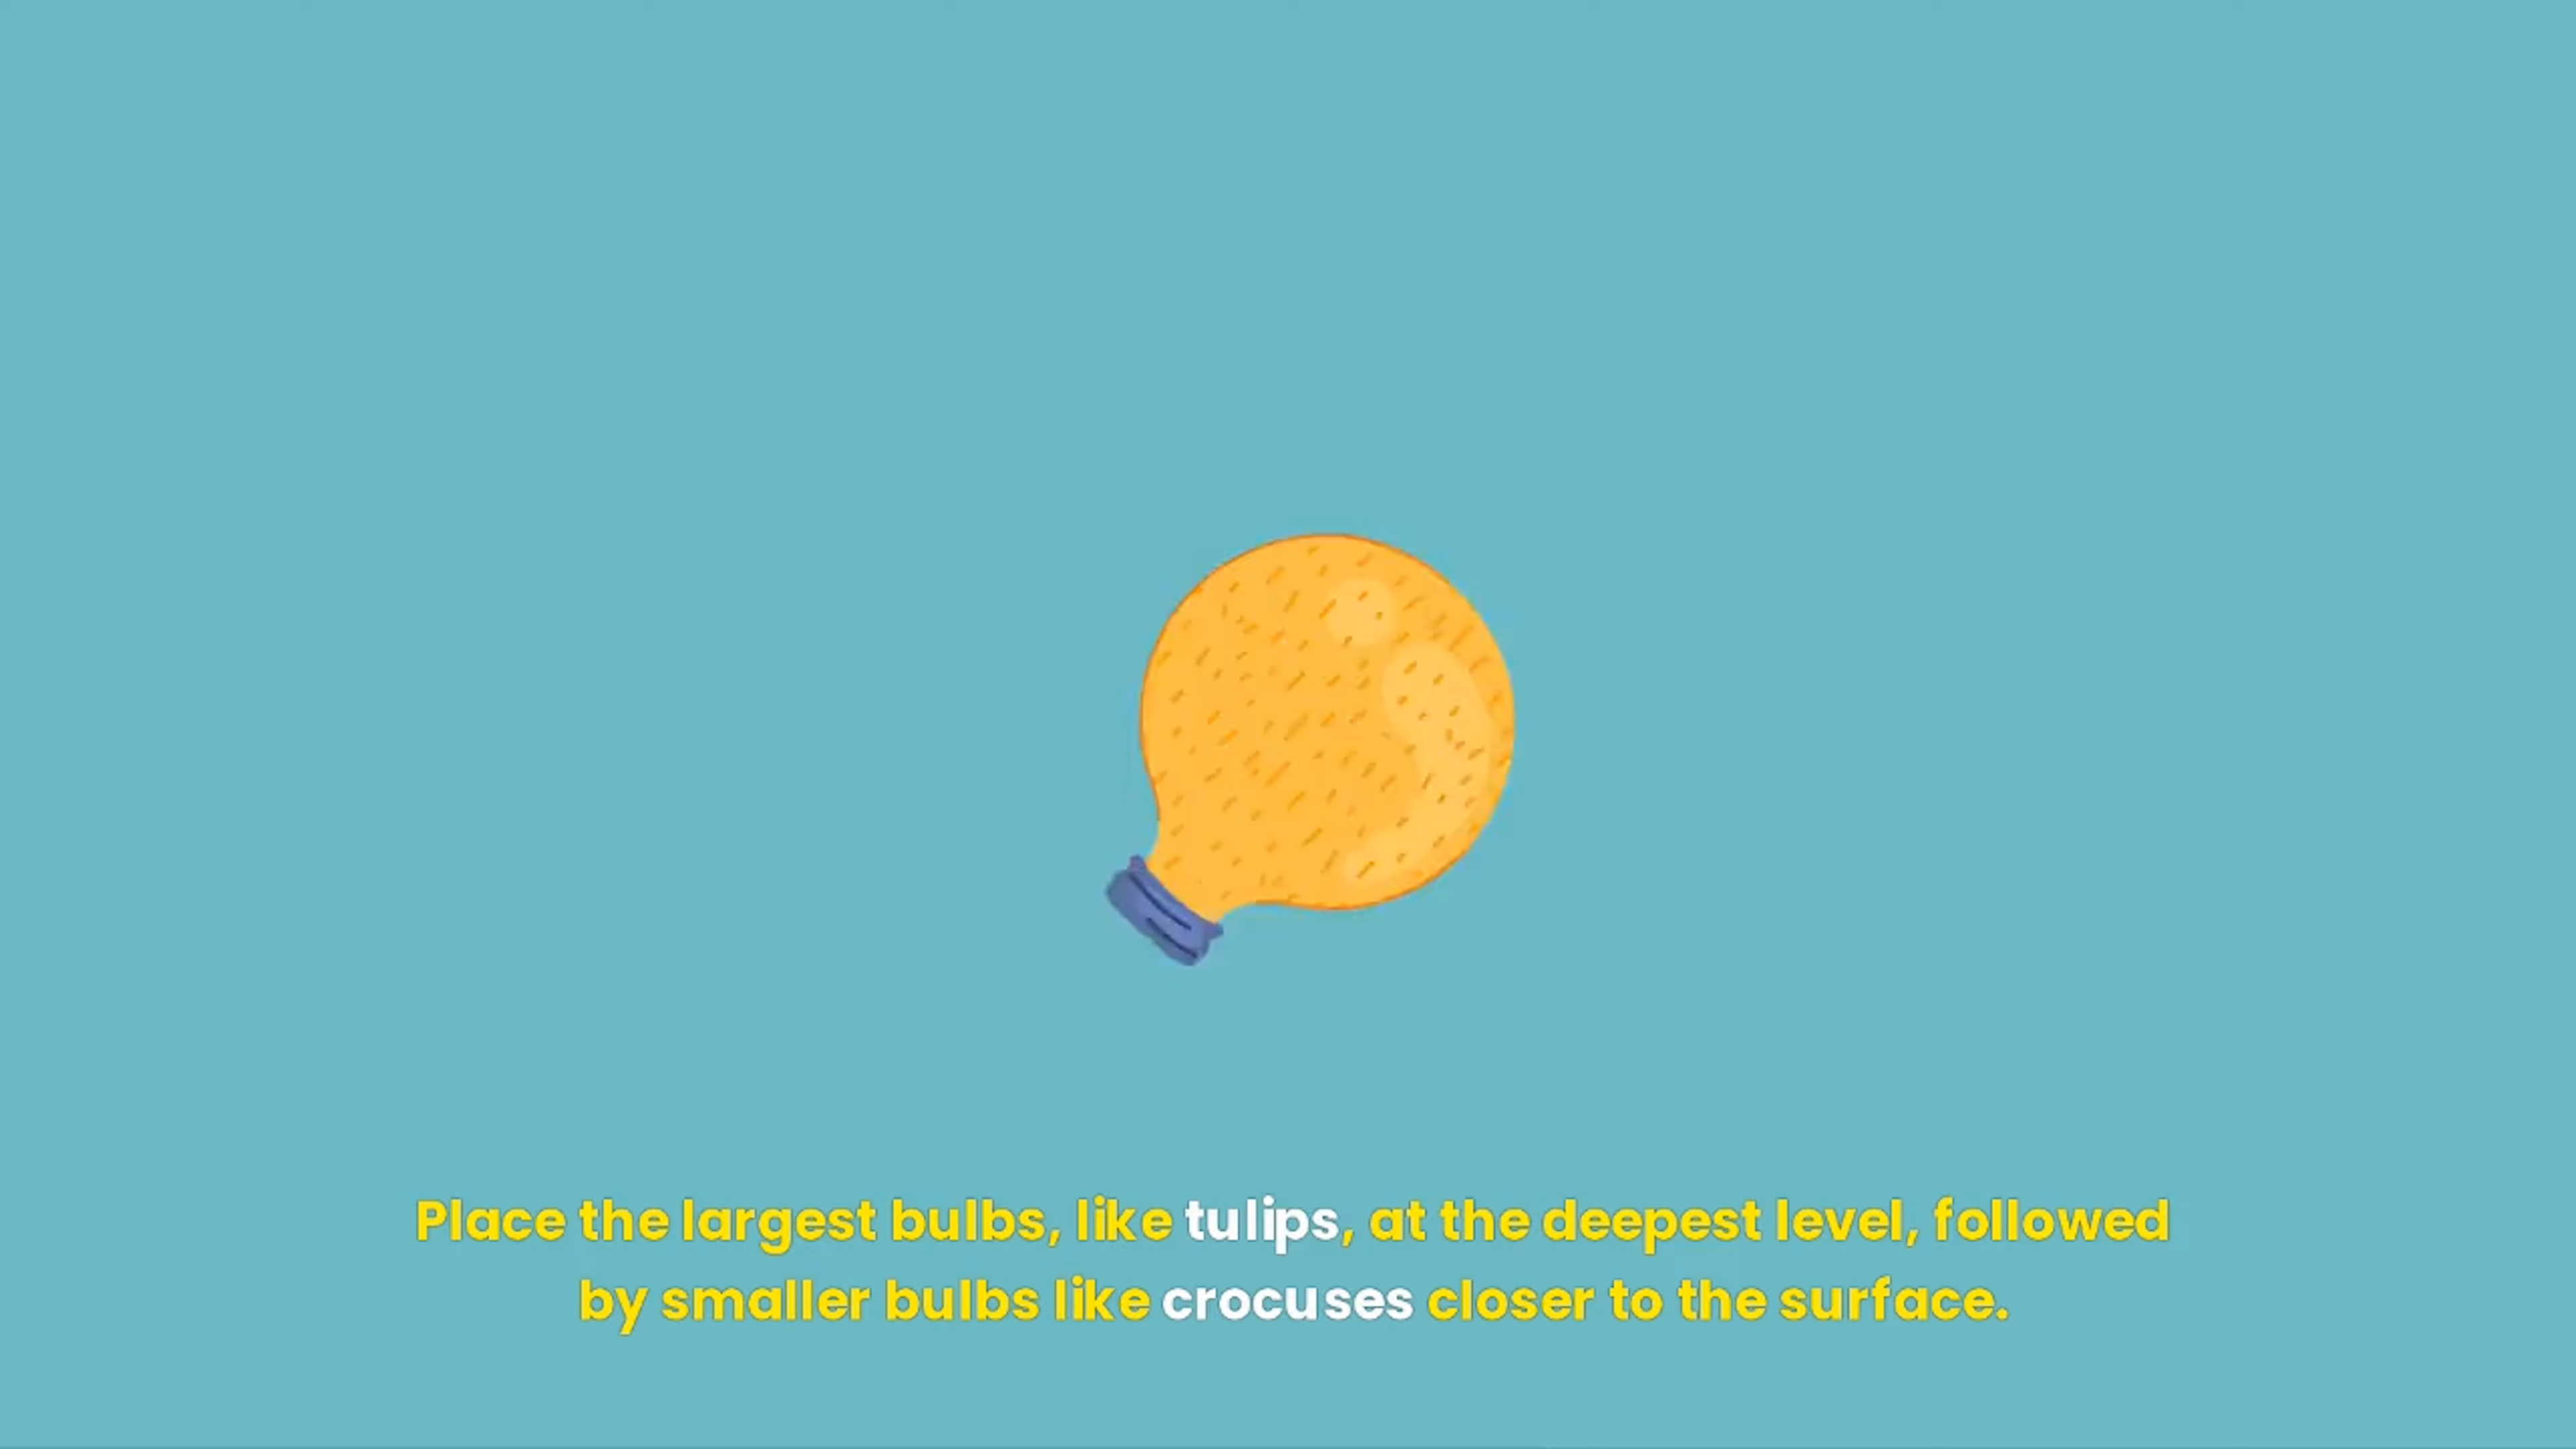 Place the largest bulbs, like tulips, at the deepest level, followed
by smaller bulbs like crocuses closer to the surface.